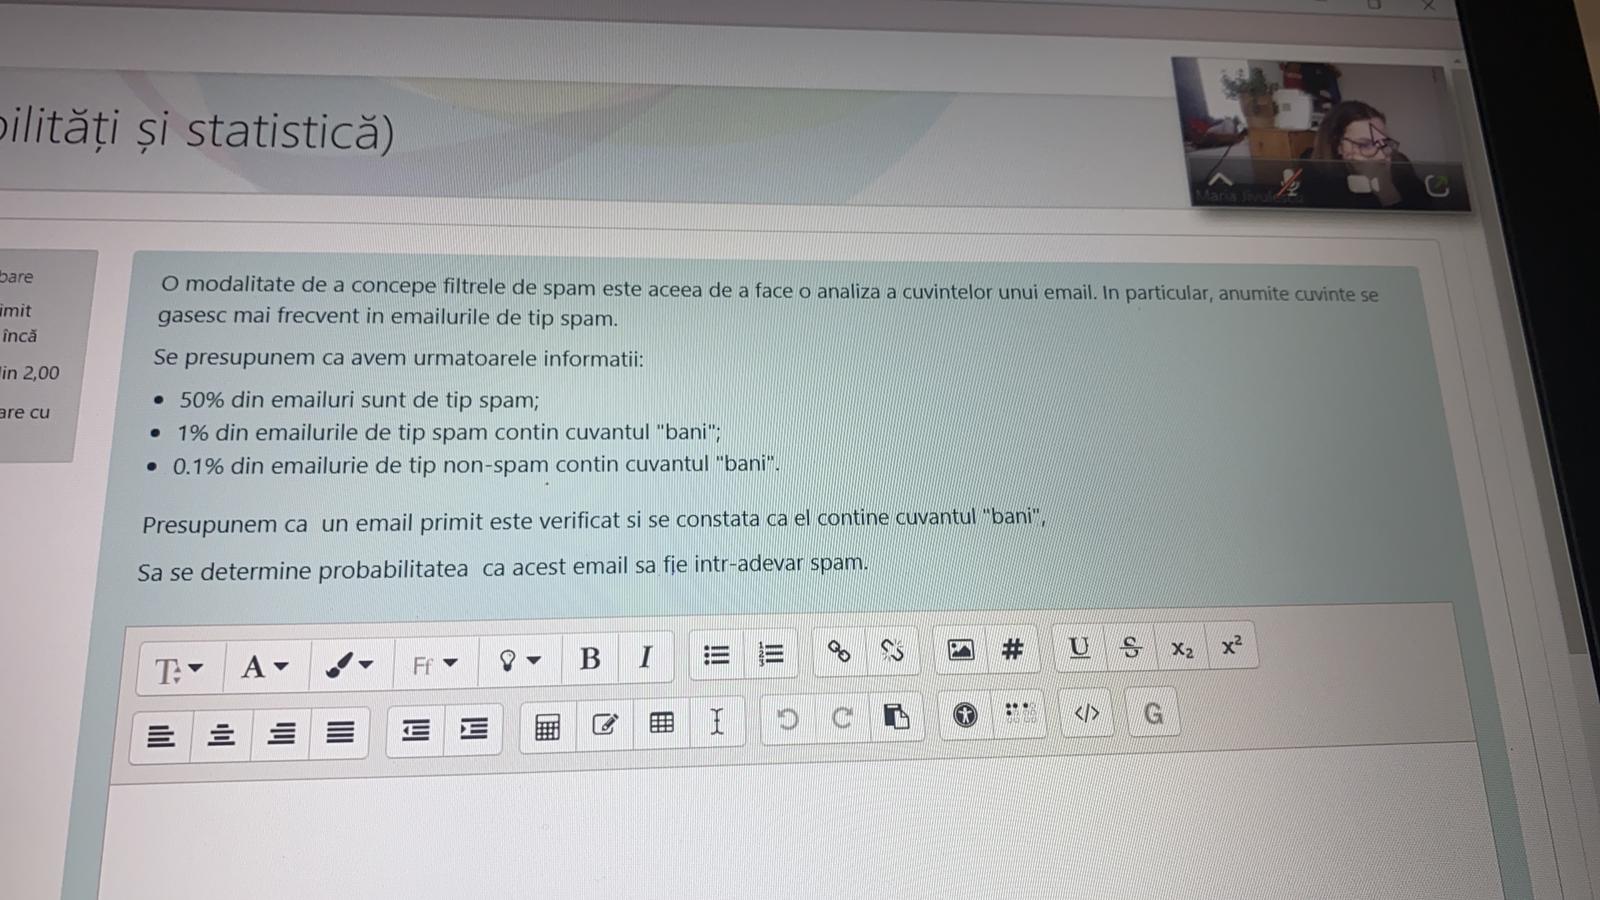 bilități și statistică)
Maria
bare
imit
încă
din 2,00
are cu
O modalitate de a concepe filtrele de spam este aceea de a face o analiza a cuvintelor unui email. In particular, anumite cuvinte se
gasesc mai frecvent in emailurile de tip spam.
Se presupunem ca avem urmatoarele informatii:
• 50% din emailuri sunt de tip spam;
• 1% din emailurile de tip spam contin cuvantul "bani";
• 0.1% din emailurie de tip non-spam contin cuvantul "bani".
Presupunem ca un email primit este verificat si se constata ca el contine cuvantul "bani",
Sa se determine probabilitatea ca acest email sa fie intr-adevar spam.
T A Ff B I # U S x₂ x²
</> G